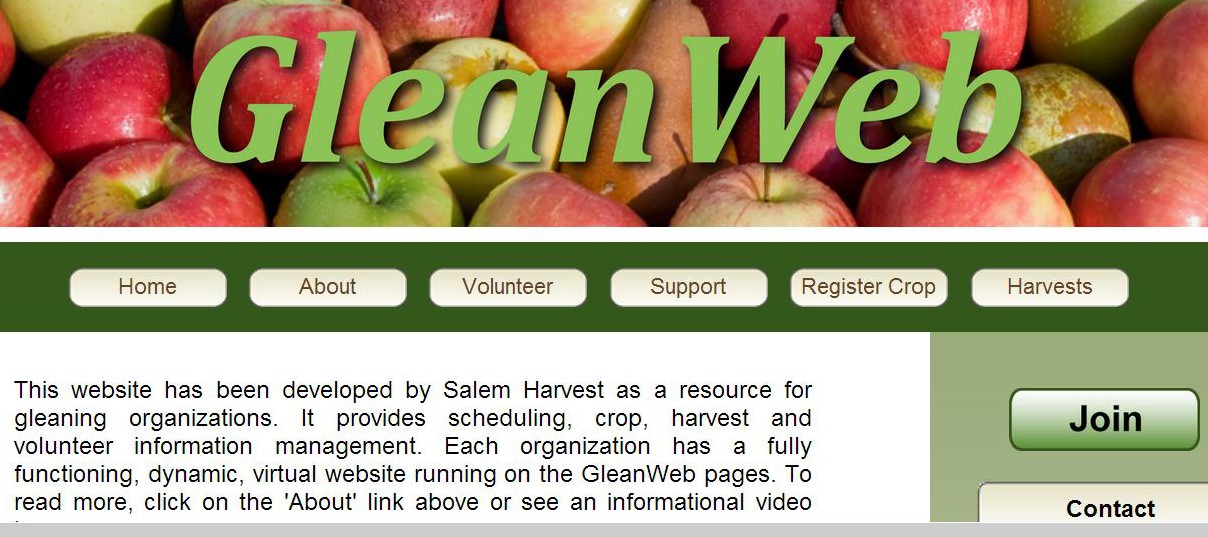 GleanWeb
Home
About
Volunteer
Support
Register Crop
Harvests
This website has been developed by Salem Harvest as a resource for
gleaning organizations. It provides scheduling, crop, harvest and
volunteer information management. Each organization has a fully
functioning, dynamic, virtual website running on the GleanWeb pages. To
read more, click on the 'About' link above or see an informational video
Join
Contact